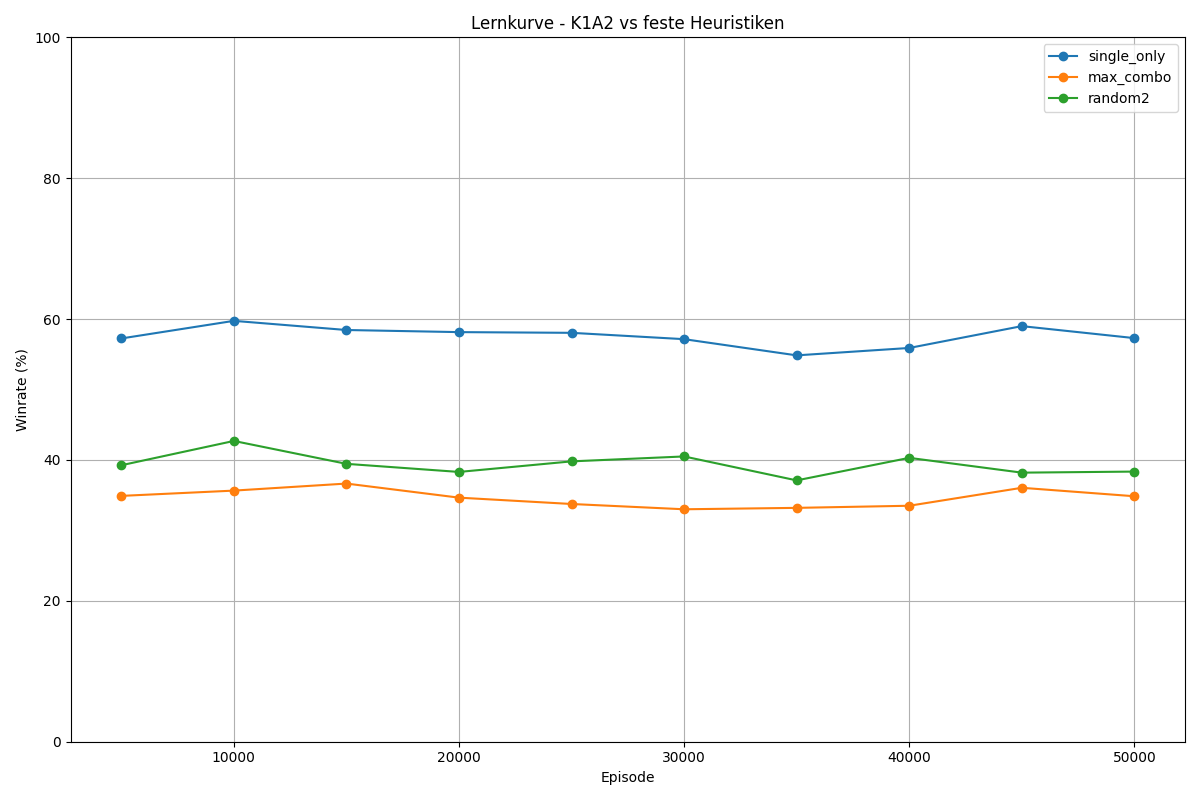 Lernkurve - K1A2 vs feste Heuristiken
single_only
max_combo
random2
Winrate (%)
100
80
60
40
20
0
10000
20000
30000
40000
50000
Episode